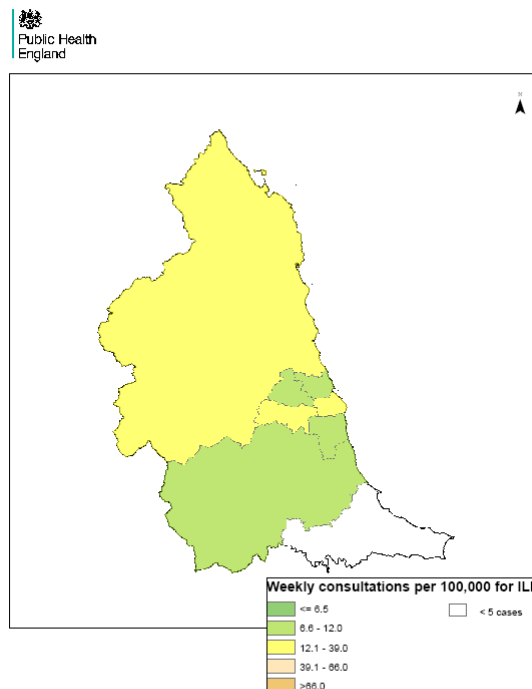 Public Health
England
N
Weekly consultations per 100,000 for ILI
<= 6.5
< 5 cases
6.6 - 12.0
12.1 - 39.0
39.1 - 66.0
>66.0